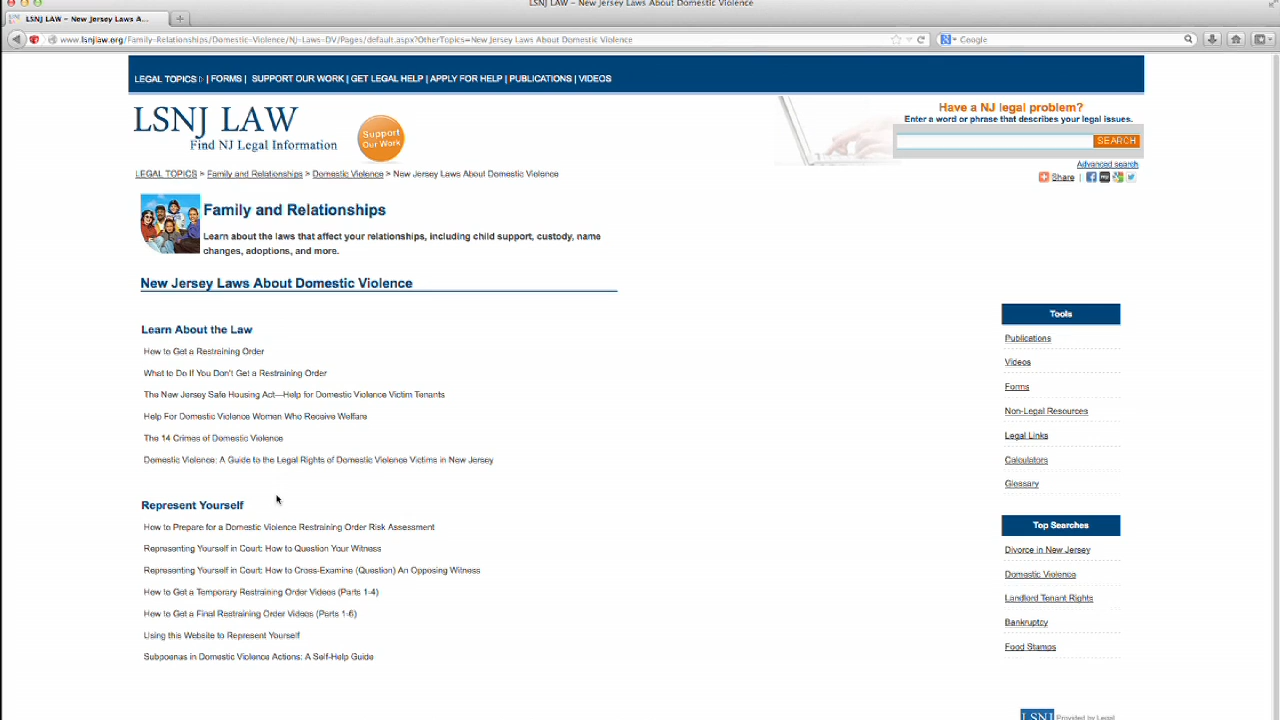 LSNJ LAW – New Jersey Laws About Domestic Violence
LSNJ LAW – New Jersey Laws A...
www.lsnjlaw.org/Family-Relationships/Domestic-Violence/NJ-Laws-DV/Pages/default.aspx?OtherTopics=New Jersey Laws About Domestic Violence
Google
LEGAL TOPICS | FORMS | SUPPORT OUR WORK | GET LEGAL HELP | APPLY FOR HELP | PUBLICATIONS | VIDEOS
LSNJ LAW
Find NJ Legal Information
Support Our Work
Have a NJ legal problem?
Enter a word or phrase that describes your legal issues.
SEARCH
Advanced search
Share |
LEGAL TOPICS > Family and Relationships > Domestic Violence > New Jersey Laws About Domestic Violence
Family and Relationships
Learn about the laws that affect your relationships, including child support, custody, name
changes, adoptions, and more.
New Jersey Laws About Domestic Violence
Learn About the Law
How to Get a Restraining Order
What to Do If You Don't Get a Restraining Order
The New Jersey Safe Housing Act—Help for Domestic Violence Victim Tenants
Help For Domestic Violence Women Who Receive Welfare
The 14 Crimes of Domestic Violence
Domestic Violence: A Guide to the Legal Rights of Domestic Violence Victims in New Jersey
Represent Yourself
How to Prepare for a Domestic Violence Restraining Order Risk Assessment
Representing Yourself in Court: How to Question Your Witness
Representing Yourself in Court: How to Cross-Examine (Question) An Opposing Witness
How to Get a Temporary Restraining Order Videos (Parts 1-4)
How to Get a Final Restraining Order Videos (Parts 1-6)
Using this Website to Represent Yourself
Subpoenas in Domestic Violence Actions: A Self-Help Guide
Tools
Publications
Videos
Forms
Non-Legal Resources
Legal Links
Calculators
Glossary
Top Searches
Divorce in New Jersey
Domestic Violence
Landlord Tenant Rights
Bankruptcy
Food Stamps
LSNJ Provided by Legal